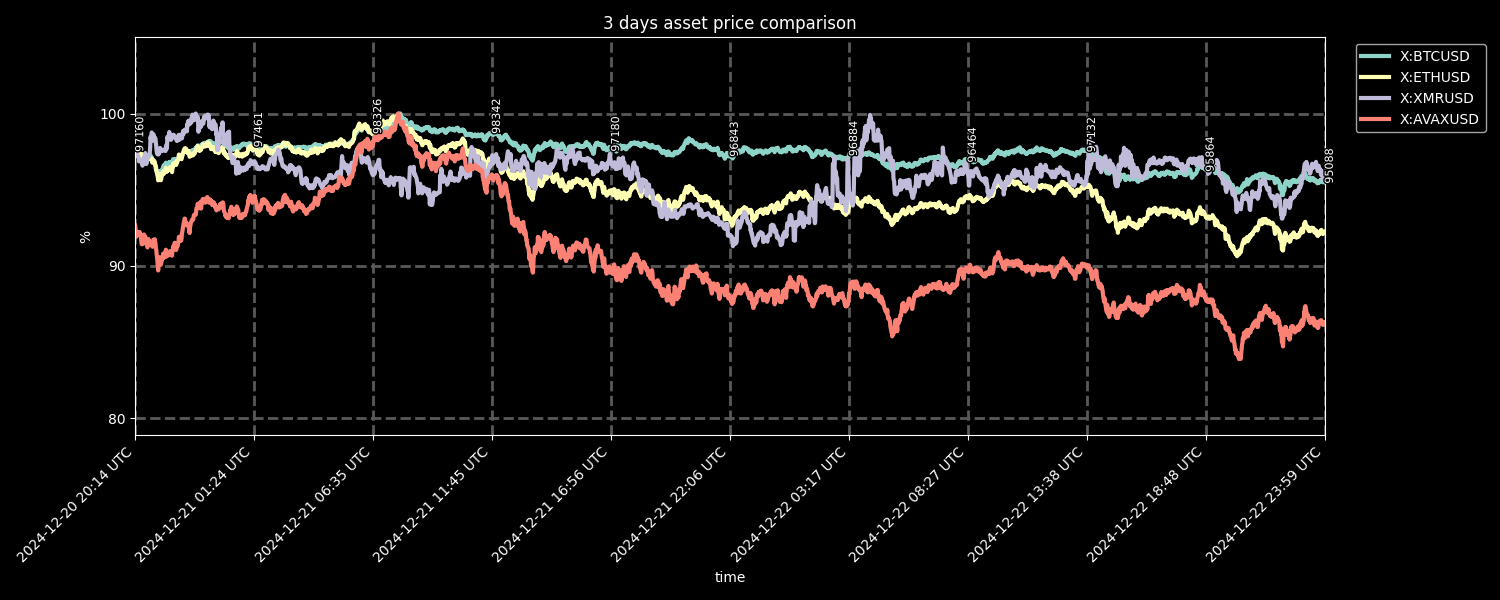 3 days asset price comparison
X:BTCUSD
X:ETHUSD
X:XMRUSD
X:AVAXUSD
%
100
90
80
97160
97461
98326
98342
97180
96843
96884
96464
97132
95864
95088
2024-12-20 20:14 UTC
2024-12-21 01:24 UTC
2024-12-21 06:35 UTC
2024-12-21 11:45 UTC
2024-12-21 16:56 UTC
2024-12-21 22:06 UTC
2024-12-22 03:17 UTC
2024-12-22 08:27 UTC
2024-12-22 13:38 UTC
2024-12-22 18:48 UTC
2024-12-22 23:59 UTC
time